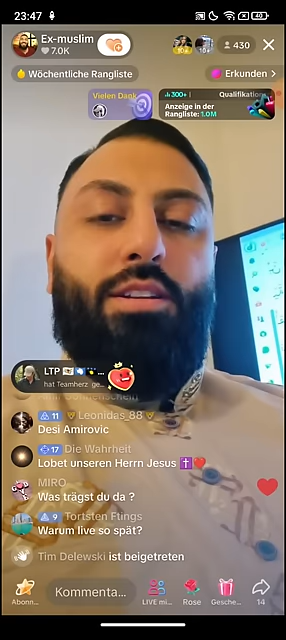 23:47
40
Ex-muslim
7.0K
430
Wöchentliche Rangliste
Erkunden >
Vielen Dank
300+ | Qualifikation
Anzeige in der
Rangliste: 1.0M
LTP
hat Teamherz ge...
11 Leonidas_88
Desi Amirovic
17 Die Wahrheit
Lobet unseren Herrn Jesus ✝️❤️
MIRO
Was trägst du da ?
9 Tortsten Ftings
Warum live so spät?
Tim Delewski ist beigetreten
Abonn...
Kommenta...
LIVE mi...
Rose
Gesche...
14